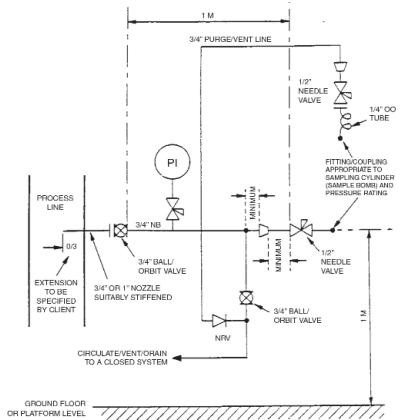 1 M
3/4" PURGE/VENT LINE
1/2"
NEEDLE
VALVE
1/4" OO
TUBE
PI
FITTING/COUPLING
APPROPRIATE TO
SAMPLING CYLINDER
(SAMPLE BOMB) AND
PRESSURE RATING
PROCESS
LINE
MINIMUM
3/4" NB
0/3
3/4" BALL/
ORBIT VALVE
MINIMUM
1/2"
NEEDLE
VALVE
EXTENSION
TO BE
SPECIFIED
BY CLIENT
3/4" OR 1" NOZZLE
SUITABLY STIFFENED
3/4" BALL/
ORBIT VALVE
1 M
NRV
CIRCULATE/VENT/DRAIN
TO A CLOSED SYSTEM
GROUND FLOOR
OR PLATFORM LEVEL